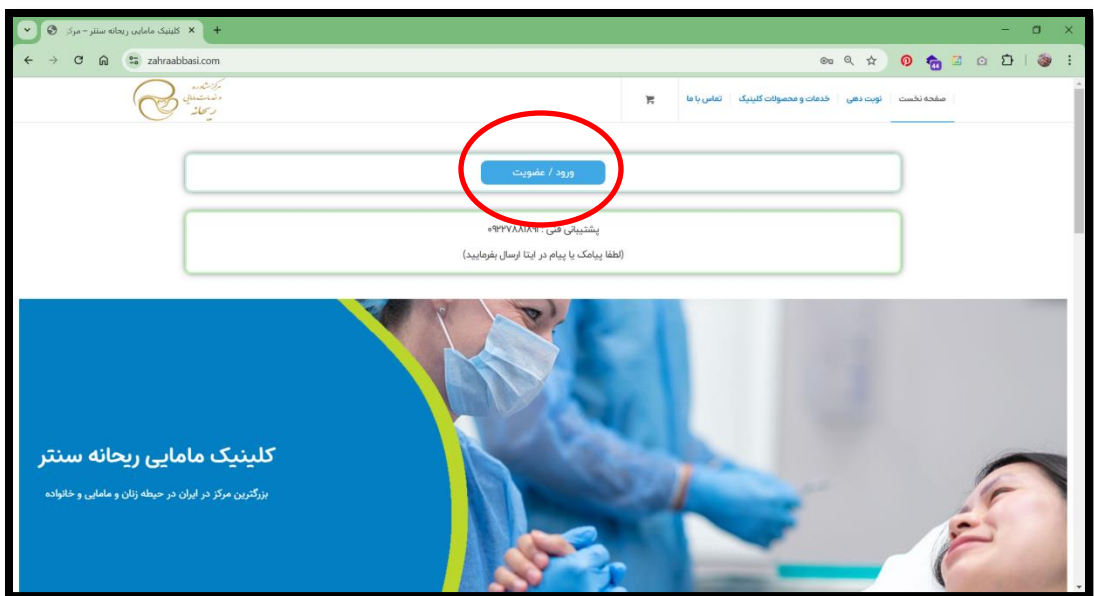 کلینیک مامایی ریحانه سنتر – مرکز
zahraabbasi.com
44
صفحه نخست
نوبت دهی
خدمات و محصولات کلینیک
تماس با ما
ریحانه
ورود / عضویت
پشتیبانی فنی :
(لطفا پیامک یا پیام در ایتا ارسال بفرمایید)
کلینیک مامایی ریحانه سنتر
بزرگترین مرکز در ایران در حیطه زنان و مامایی و خانواده